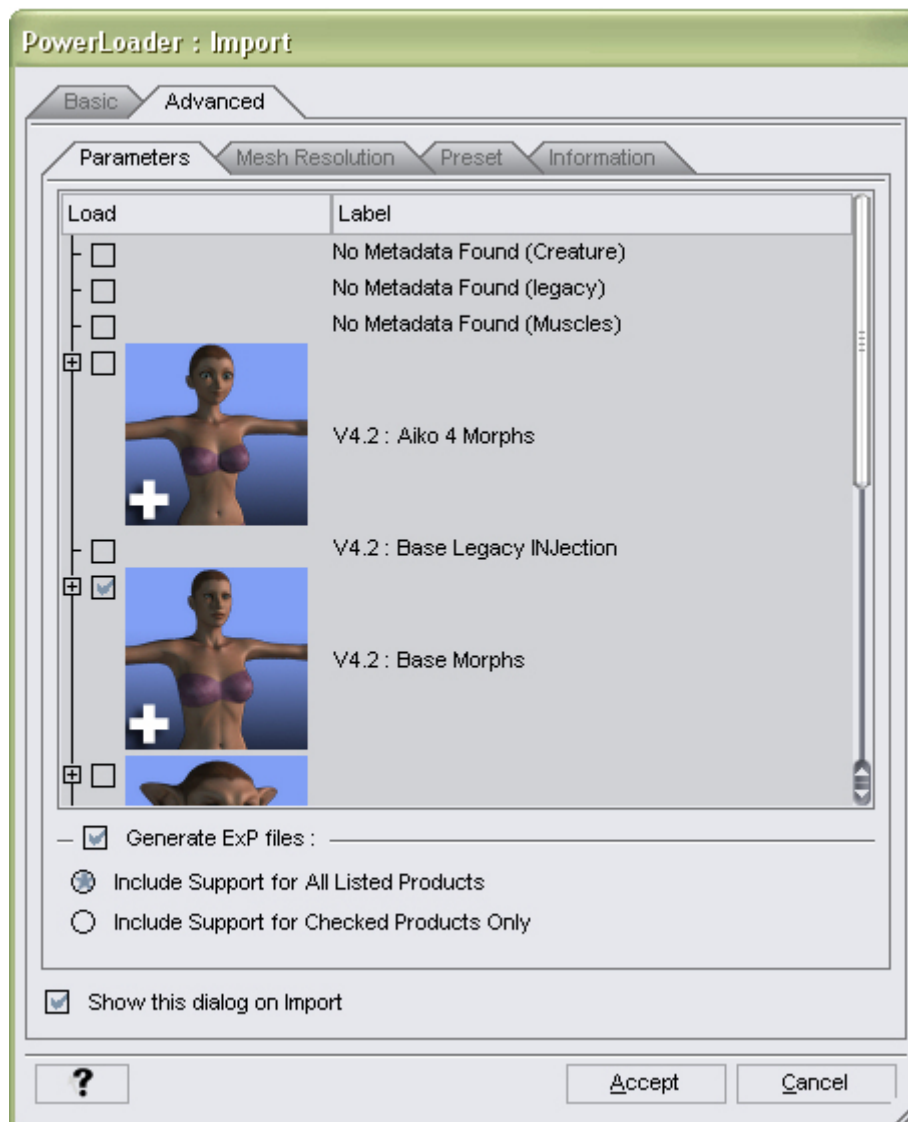 PowerLoader : Import
Basic Advanced
Parameters Mesh Resolution Preset Information
Load Label
No Metadata Found (Creature)
No Metadata Found (legacy)
No Metadata Found (Muscles)
V4.2 : Aiko 4 Morphs
V4.2 : Base Legacy INJection
V4.2 : Base Morphs
Generate ExP files :
Include Support for All Listed Products
Include Support for Checked Products Only
Show this dialog on Import
? Accept Cancel